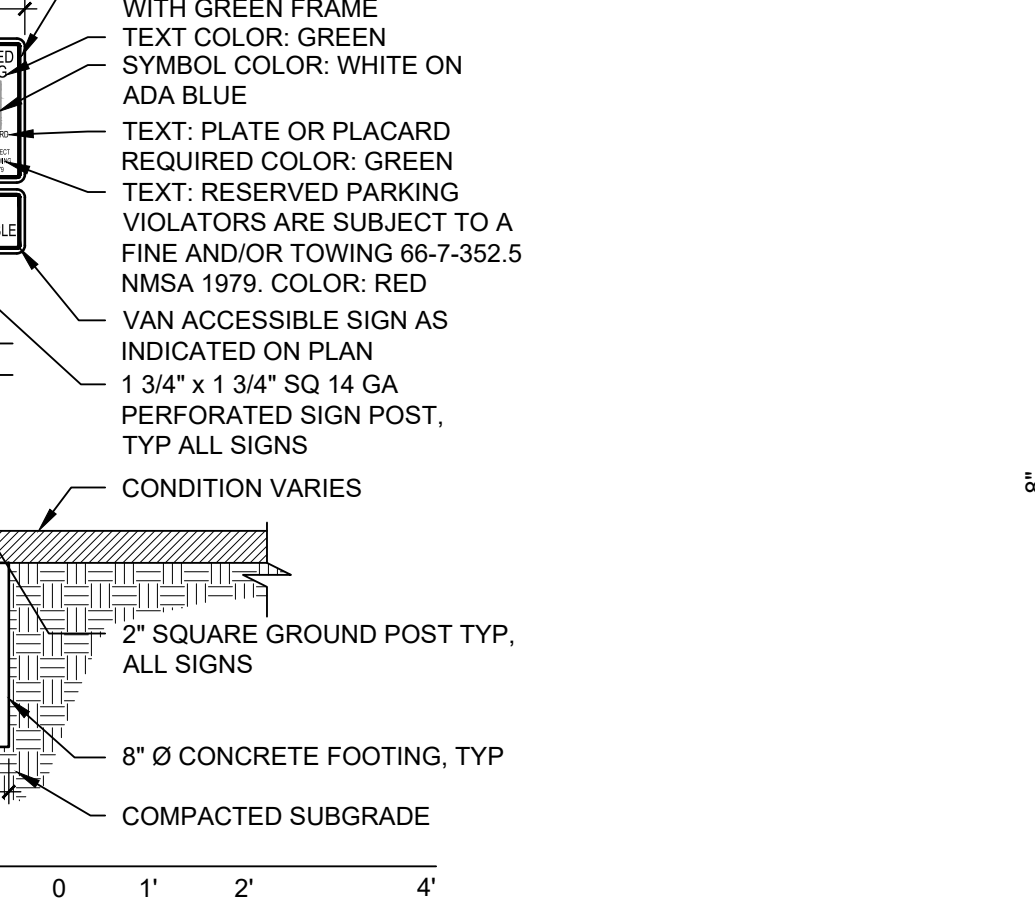 WITH GREEN FRAME
TEXT COLOR: GREEN
SYMBOL COLOR: WHITE ON
ADA BLUE
TEXT: PLATE OR PLACARD
REQUIRED COLOR: GREEN
TEXT: RESERVED PARKING
VIOLATORS ARE SUBJECT TO A
FINE AND/OR TOWING 66-7-352.5
NMSA 1979. COLOR: RED
VAN ACCESSIBLE SIGN AS
INDICATED ON PLAN
1 3/4" x 1 3/4" SQ 14 GA
PERFORATED SIGN POST,
TYP ALL SIGNS
CONDITION VARIES
2" SQUARE GROUND POST TYP,
ALL SIGNS
8" Ø CONCRETE FOOTING, TYP
COMPACTED SUBGRADE
0 1' 2' 4'